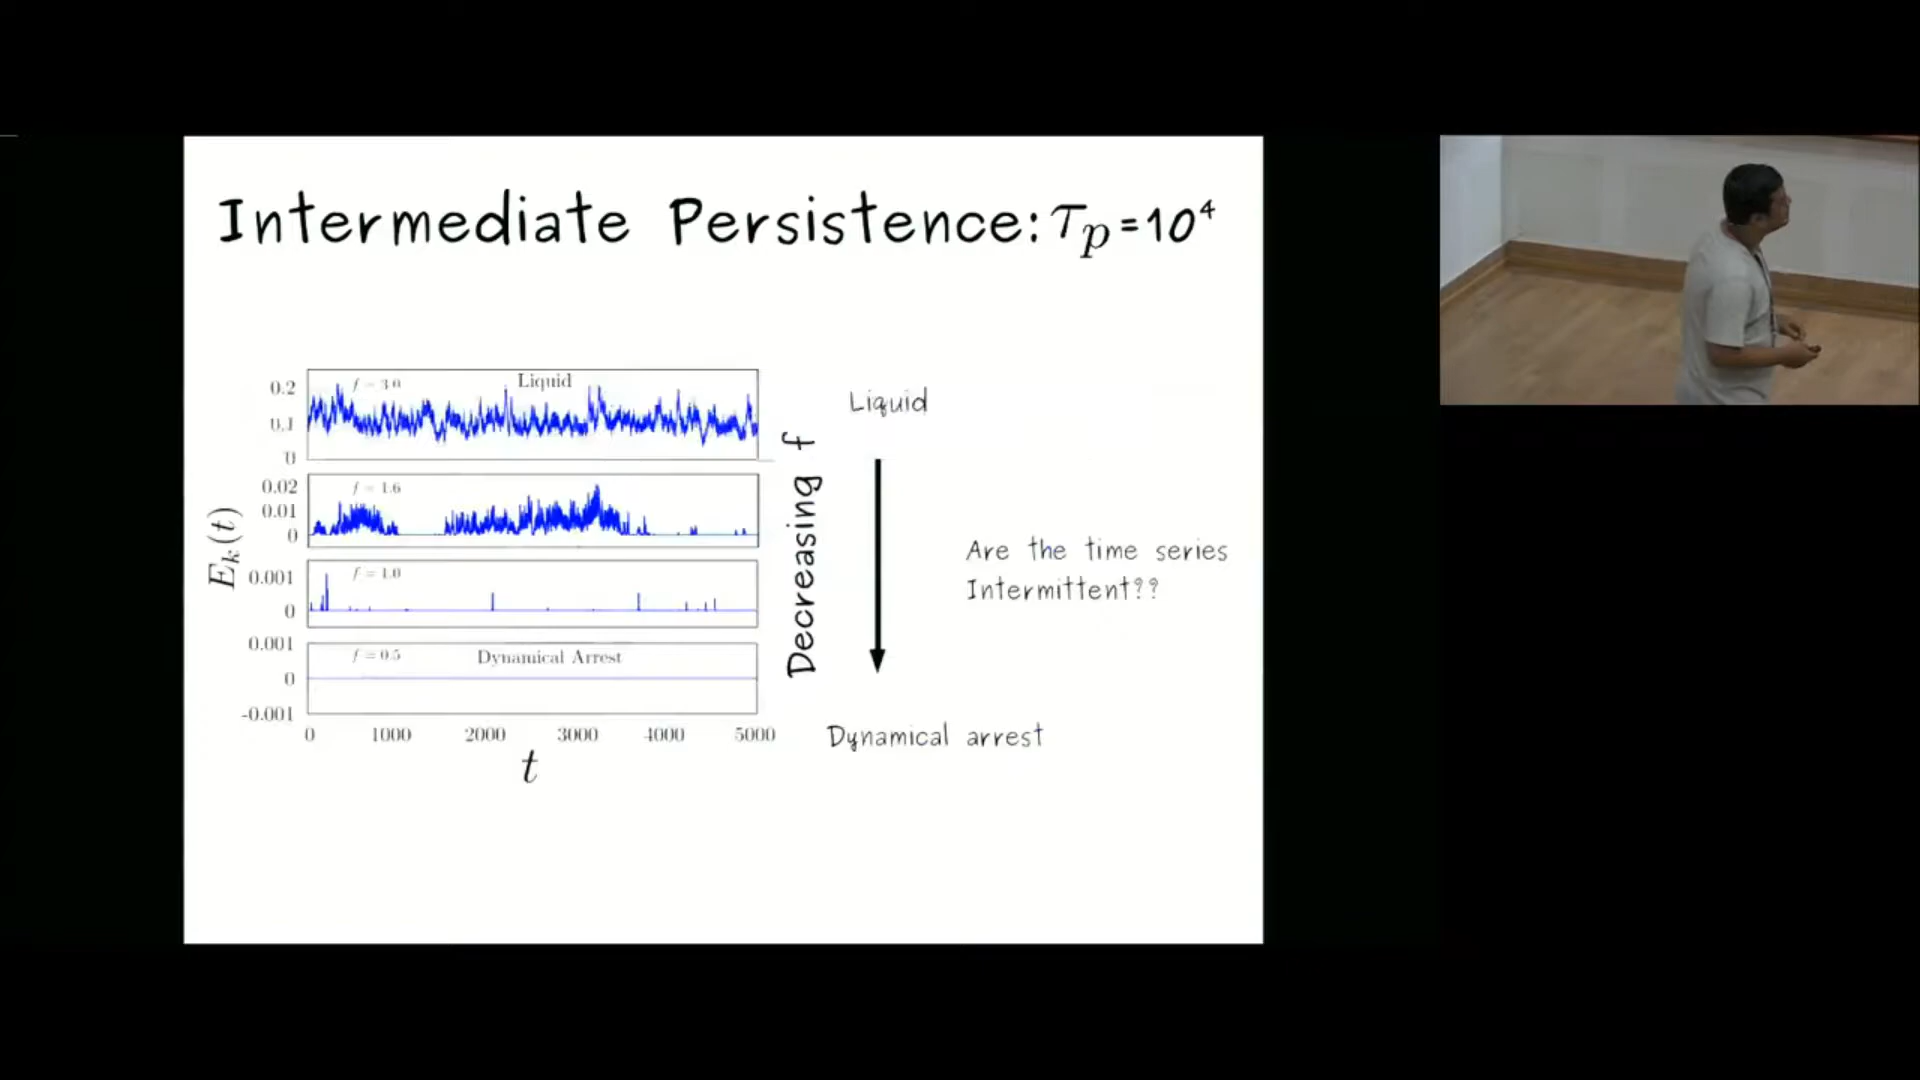 Intermediate Persistence: τ_p = 10⁴
0.2
0.1
0
f = 3.0
Liquid
0.02
0.01
0
f = 1.6
0.001
0
f = 1.0
0.001
0
-0.001
f = 0.5
Dynamical Arrest
E_k(t)
0 1000 2000 3000 4000 5000
t
Decreasing f
Liquid
Are the time series
Intermittent??
Dynamical arrest